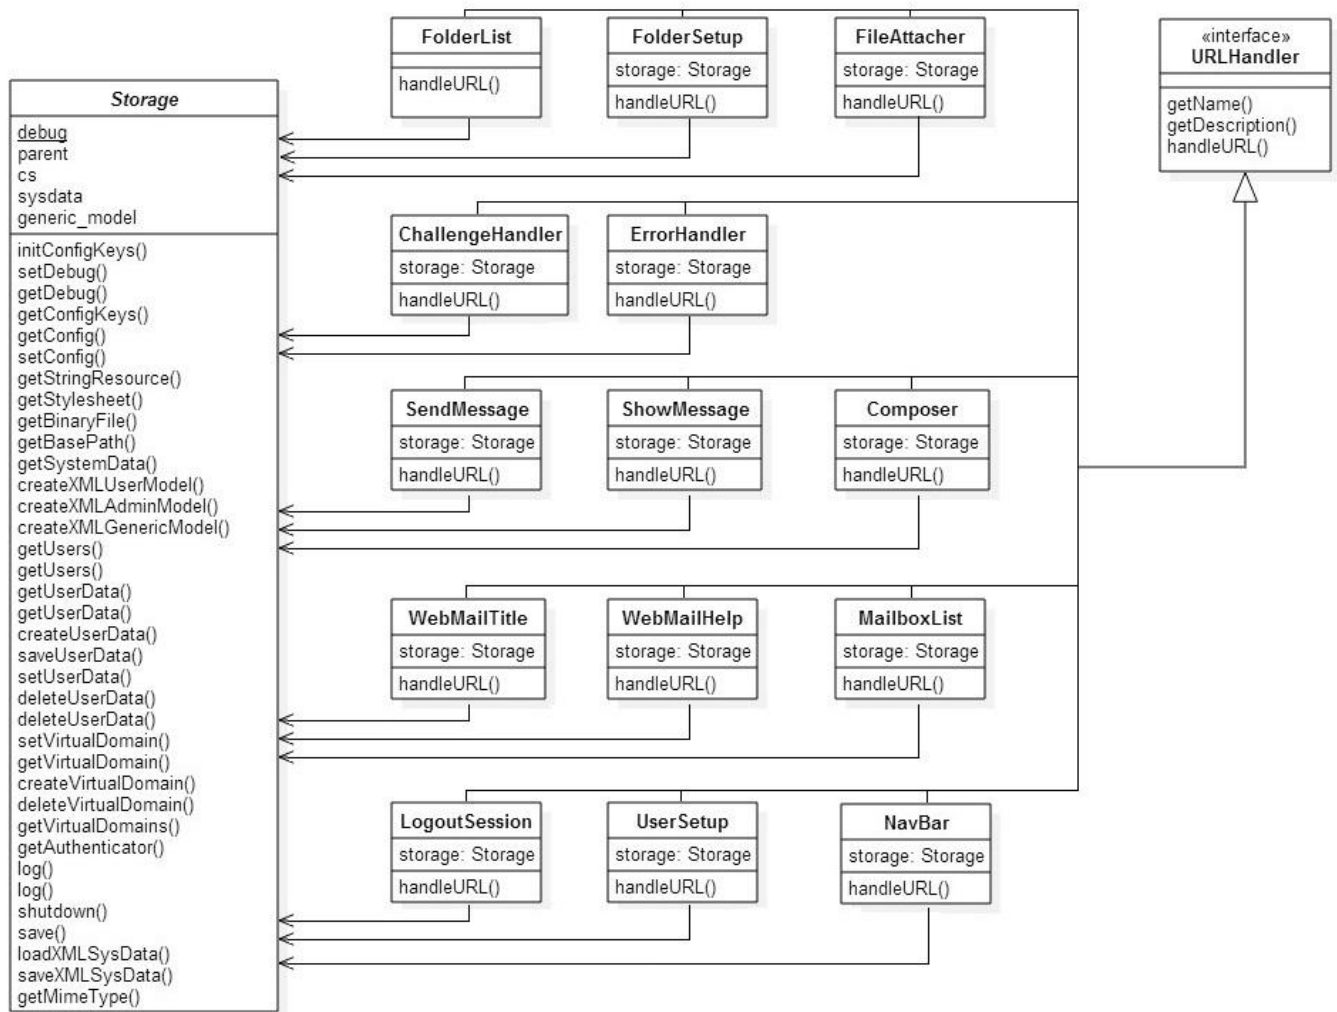 Storage
debug
parent
cs
sysdata
generic_model
initConfigKeys()
setDebug()
getDebug()
getConfigKeys()
getConfig()
setConfig()
getStringResource()
getStylesheet()
getBinaryFile()
getBasePath()
getSystemData()
createXMLUserModel()
createXMLAdminModel()
createXMLGenericModel()
getUsers()
getUsers()
getUserData()
getUserData()
createUserData()
saveUserData()
setUserData()
deleteUserData()
deleteUserData()
setVirtualDomain()
getVirtualDomain()
createVirtualDomain()
deleteVirtualDomain()
getVirtualDomains()
getAuthenticator()
log()
log()
shutdown()
save()
loadXMLSysData()
saveXMLSysData()
getMimeType()
FolderList
handleURL()
FolderSetup
storage: Storage
handleURL()
FileAttacher
storage: Storage
handleURL()
ChallengeHandler
storage: Storage
handleURL()
ErrorHandler
storage: Storage
handleURL()
SendMessage
storage: Storage
handleURL()
ShowMessage
storage: Storage
handleURL()
Composer
storage: Storage
handleURL()
WebMailTitle
storage: Storage
handleURL()
WebMailHelp
storage: Storage
handleURL()
MailboxList
storage: Storage
handleURL()
LogoutSession
storage: Storage
handleURL()
UserSetup
storage: Storage
handleURL()
NavBar
storage: Storage
handleURL()
«interface»
URLHandler
getName()
getDescription()
handleURL()